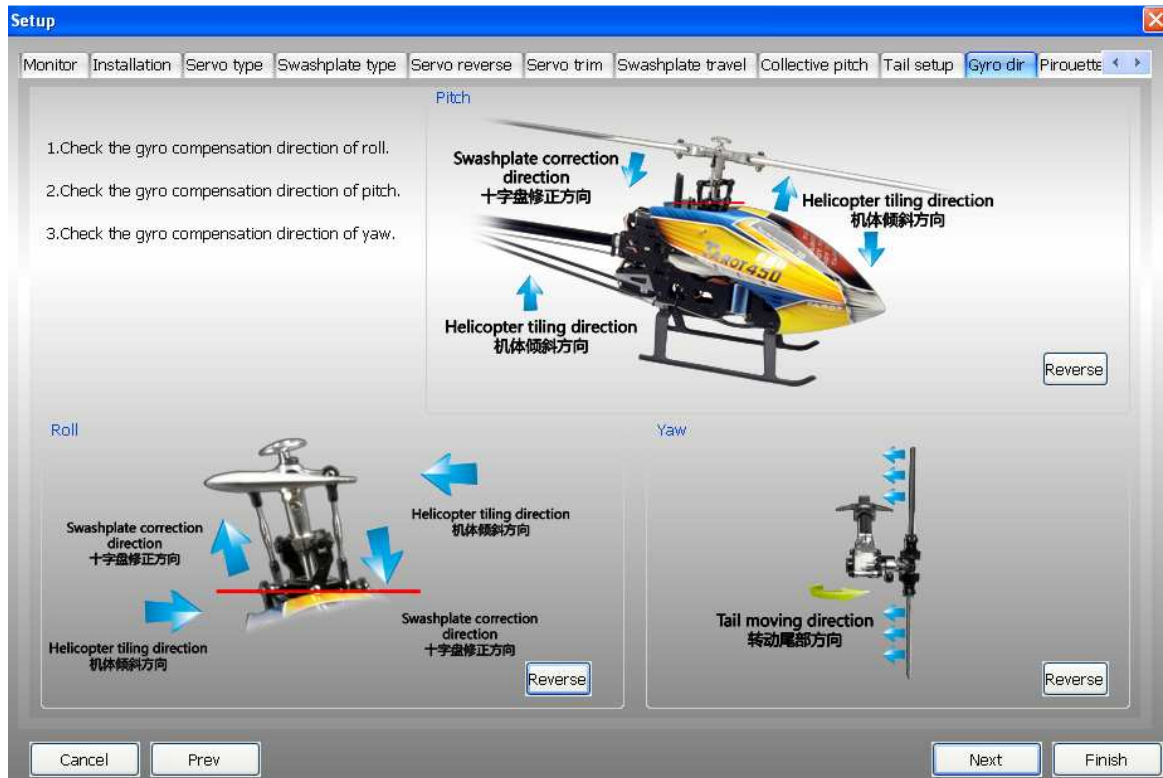 Setup
Monitor Installation Servo type Swashplate type Servo reverse Servo trim Swashplate travel Collective pitch Tail setup Gyro dir Pirouette
1.Check the gyro compensation direction of roll.
2.Check the gyro compensation direction of pitch.
3.Check the gyro compensation direction of yaw.
Pitch
Swashplate correction
direction
十字盘修正方向
Helicopter tiling direction
机体倾斜方向
TAROT450
Helicopter tiling direction
机体倾斜方向
Reverse
Roll
Swashplate correction
direction
十字盘修正方向
Helicopter tiling direction
机体倾斜方向
Helicopter tiling direction
机体倾斜方向
Swashplate correction
direction
十字盘修正方向
Reverse
Yaw
Tail moving direction
转动尾部方向
Reverse
Cancel Prev Next Finish